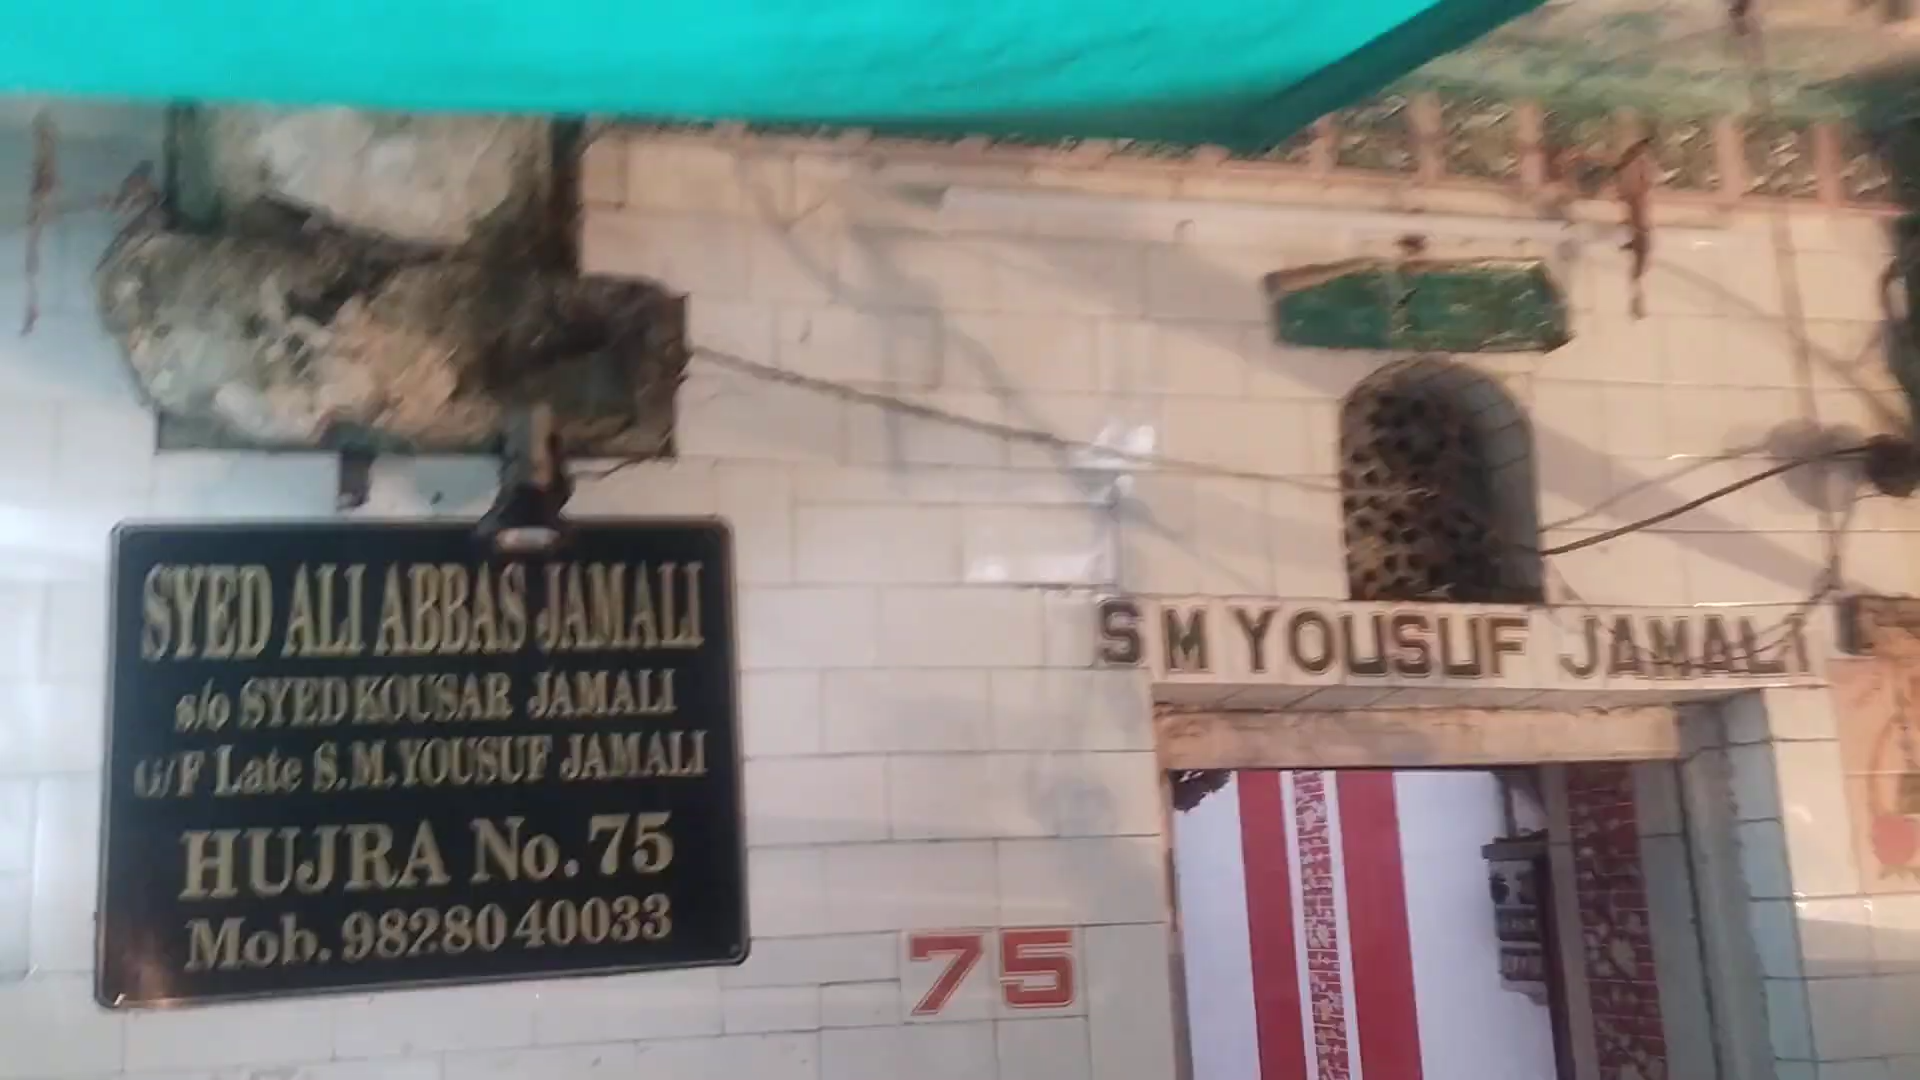 SYED ALI ABBAS JAMALI
s/o SYED KOUSAR JAMALI
G/F Late S.M. YOUSUF JAMALI
HUJRA No. 75
Mob. 98280 40033
S M YOUSUF JAMALI
75